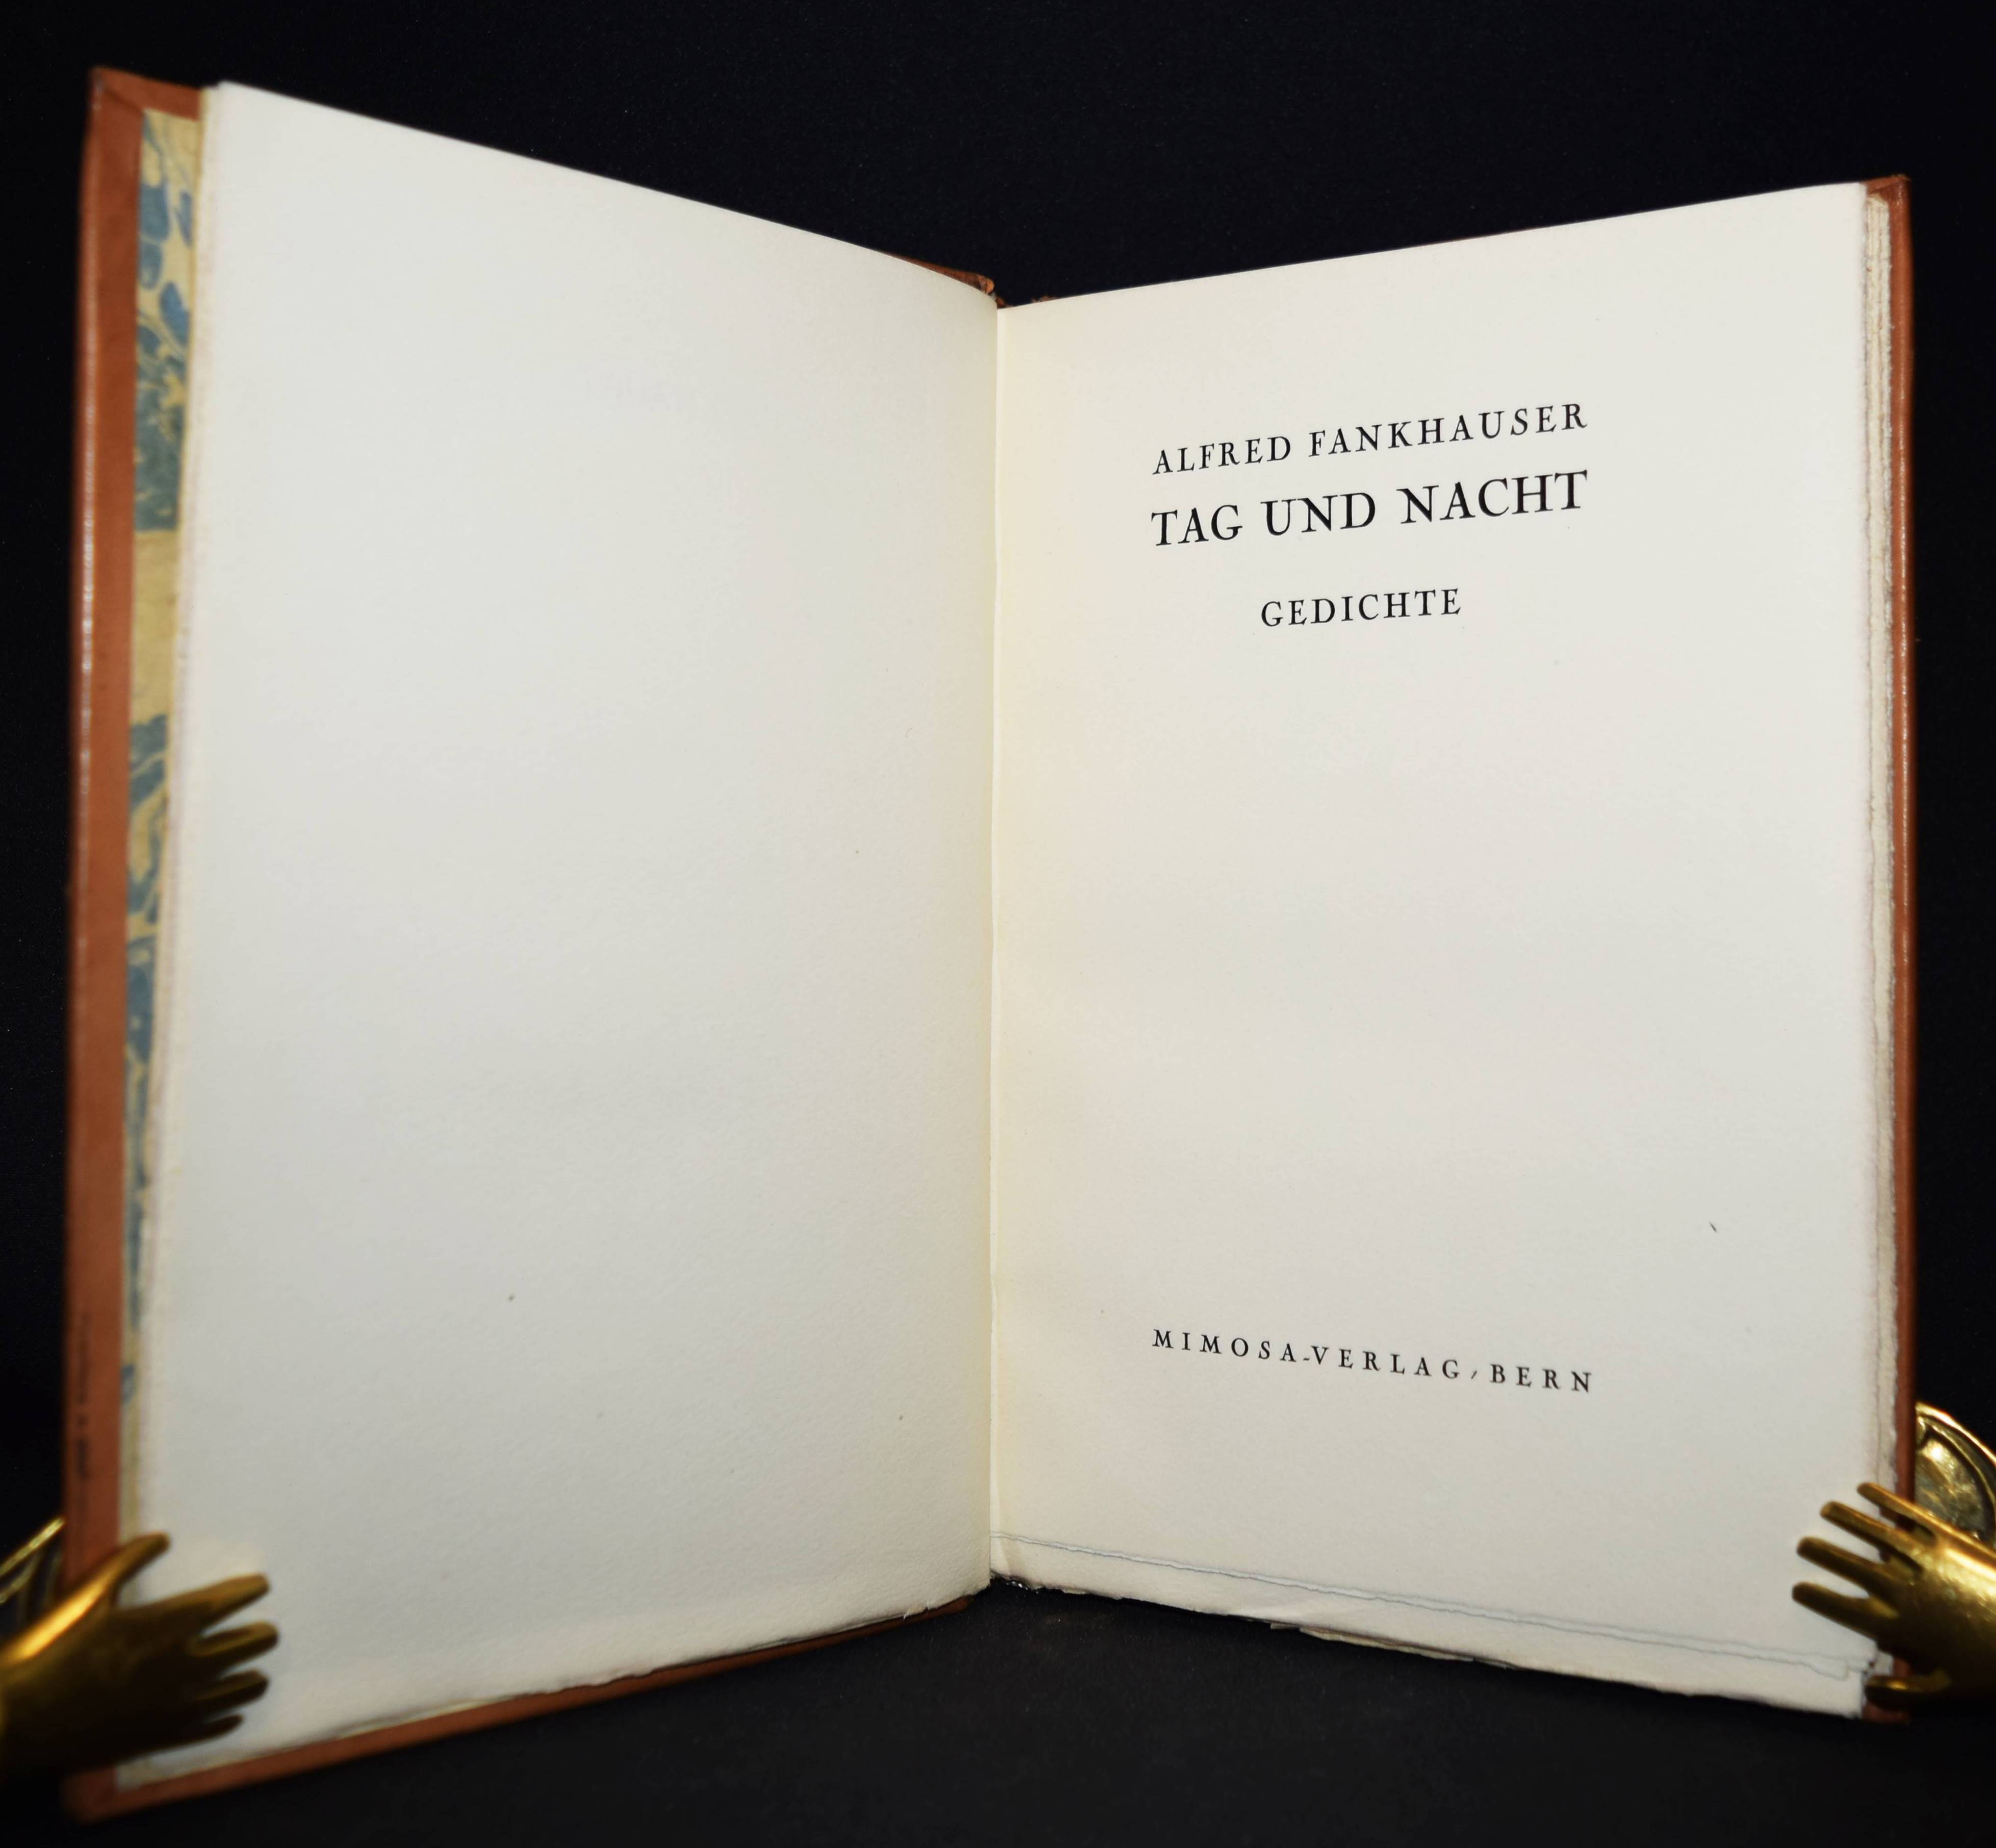 ALFRED FANKHAUSER
TAG UND NACHT
GEDICHTE
MIMOSA-VERLAG, BERN